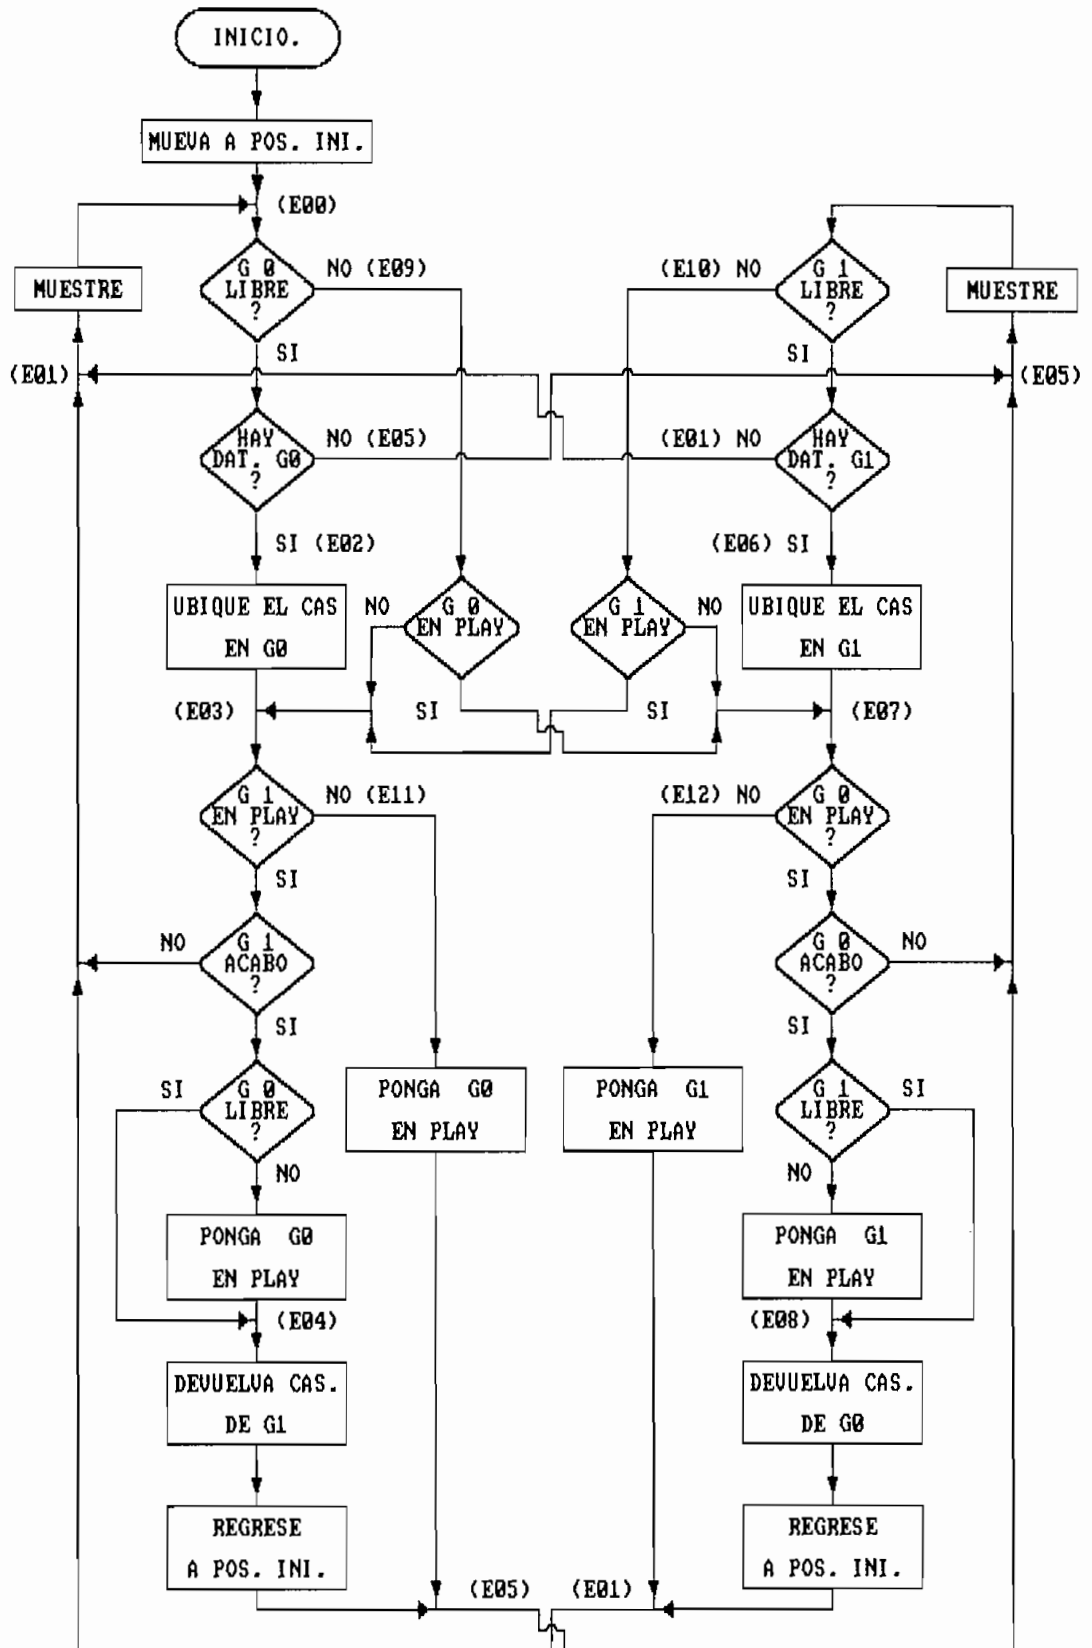 INICIO.
MUEVA A POS. INI.
(E00)
G 0
LIBRE
?
NO (E09)
(E10) NO
G 1
LIBRE
?
MUESTRE
MUESTRE
SI
SI
(E01)
(E05)
HAY
DAT. G0
?
NO (E05)
(E01) NO
HAY
DAT. G1
?
SI (E02)
(E06) SI
UBIQUE EL CAS
EN G0
NO
G 0
EN PLAY
G 1
EN PLAY
NO
UBIQUE EL CAS
EN G1
(E03)
SI
SI
(E07)
G 1
EN PLAY
?
NO (E11)
(E12) NO
G 0
EN PLAY
?
SI
SI
NO
G 1
ACABO
?
G 0
ACABO
?
NO
SI
SI
SI
G 0
LIBRE
?
PONGA G0
EN PLAY
PONGA G1
EN PLAY
G 1
LIBRE
?
SI
NO
NO
PONGA G0
EN PLAY
PONGA G1
EN PLAY
(E04)
(E08)
DEVUELVA CAS.
DE G1
DEVUELVA CAS.
DE G0
REGRESE
A POS. INI.
REGRESE
A POS. INI.
(E05)
(E01)